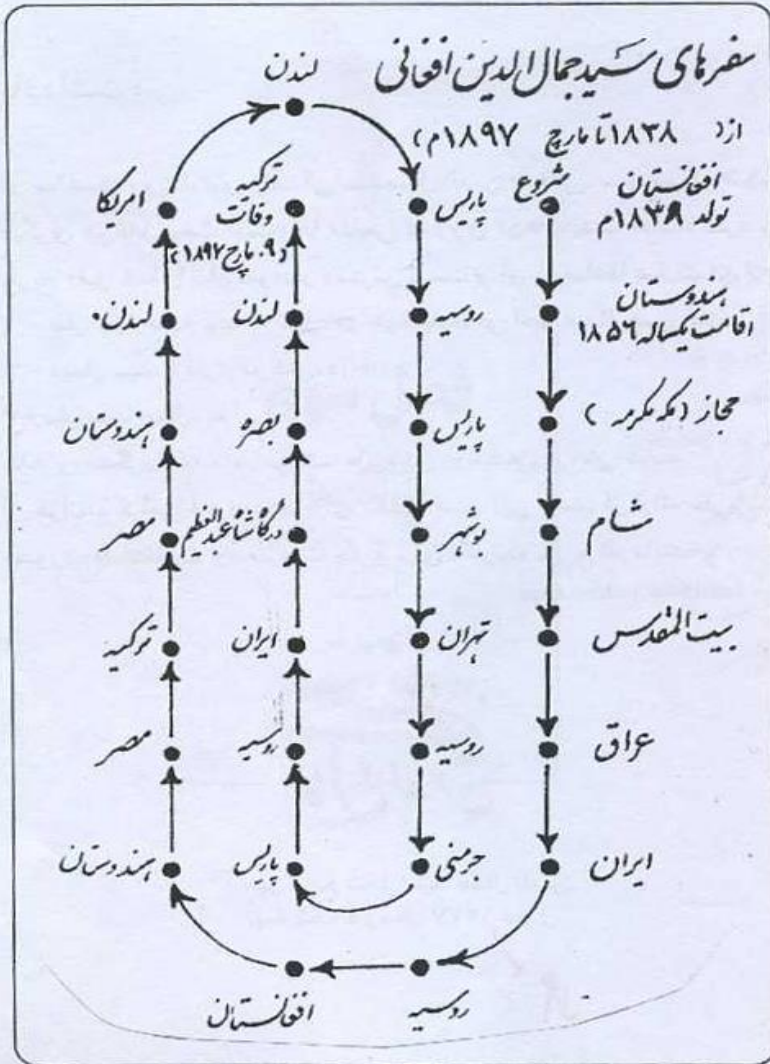 سفرهای سید جمال الدین افغانی
از( ۱۸۳۸ تا مارچ ۱۸۹۷م)
شروع
افغانستان
تولد ۱۸۳۸م
هندوستان
اقامت یکساله ۱۸۵۶
حجاز (مکه مکرمه)
شام
بیت المقدس
عراق
ایران
روسیه
افغانستان
هندوستان
مصر
ترکیه
مصر
هندوستان
لندن
امریکا
لندن
پاریس
روسیه
پاریس
بوشهر
تهران
روسیه
جرمنی
پاریس
روسیه
ایران
درگاه شاه عبدالعظیم
بصره
لندن
ترکیه
وفات
(۹. مارچ ۱۸۹۷)